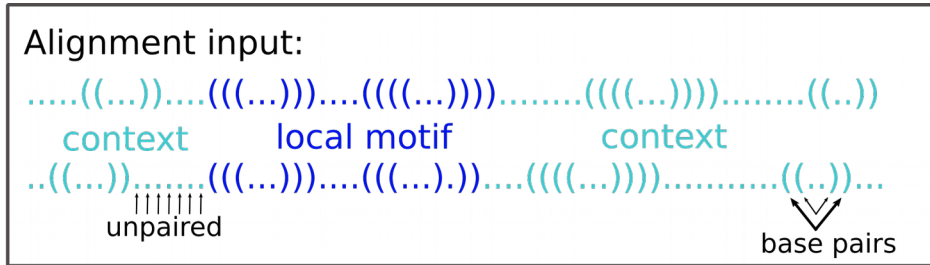 Alignment input:
.....((...))....(((...)))....((((...))))........((((...))))........((..))
context local motif context
..((...)).......(((...)))....(((...).))....((((...))))...........((..))...
unpaired
base pairs